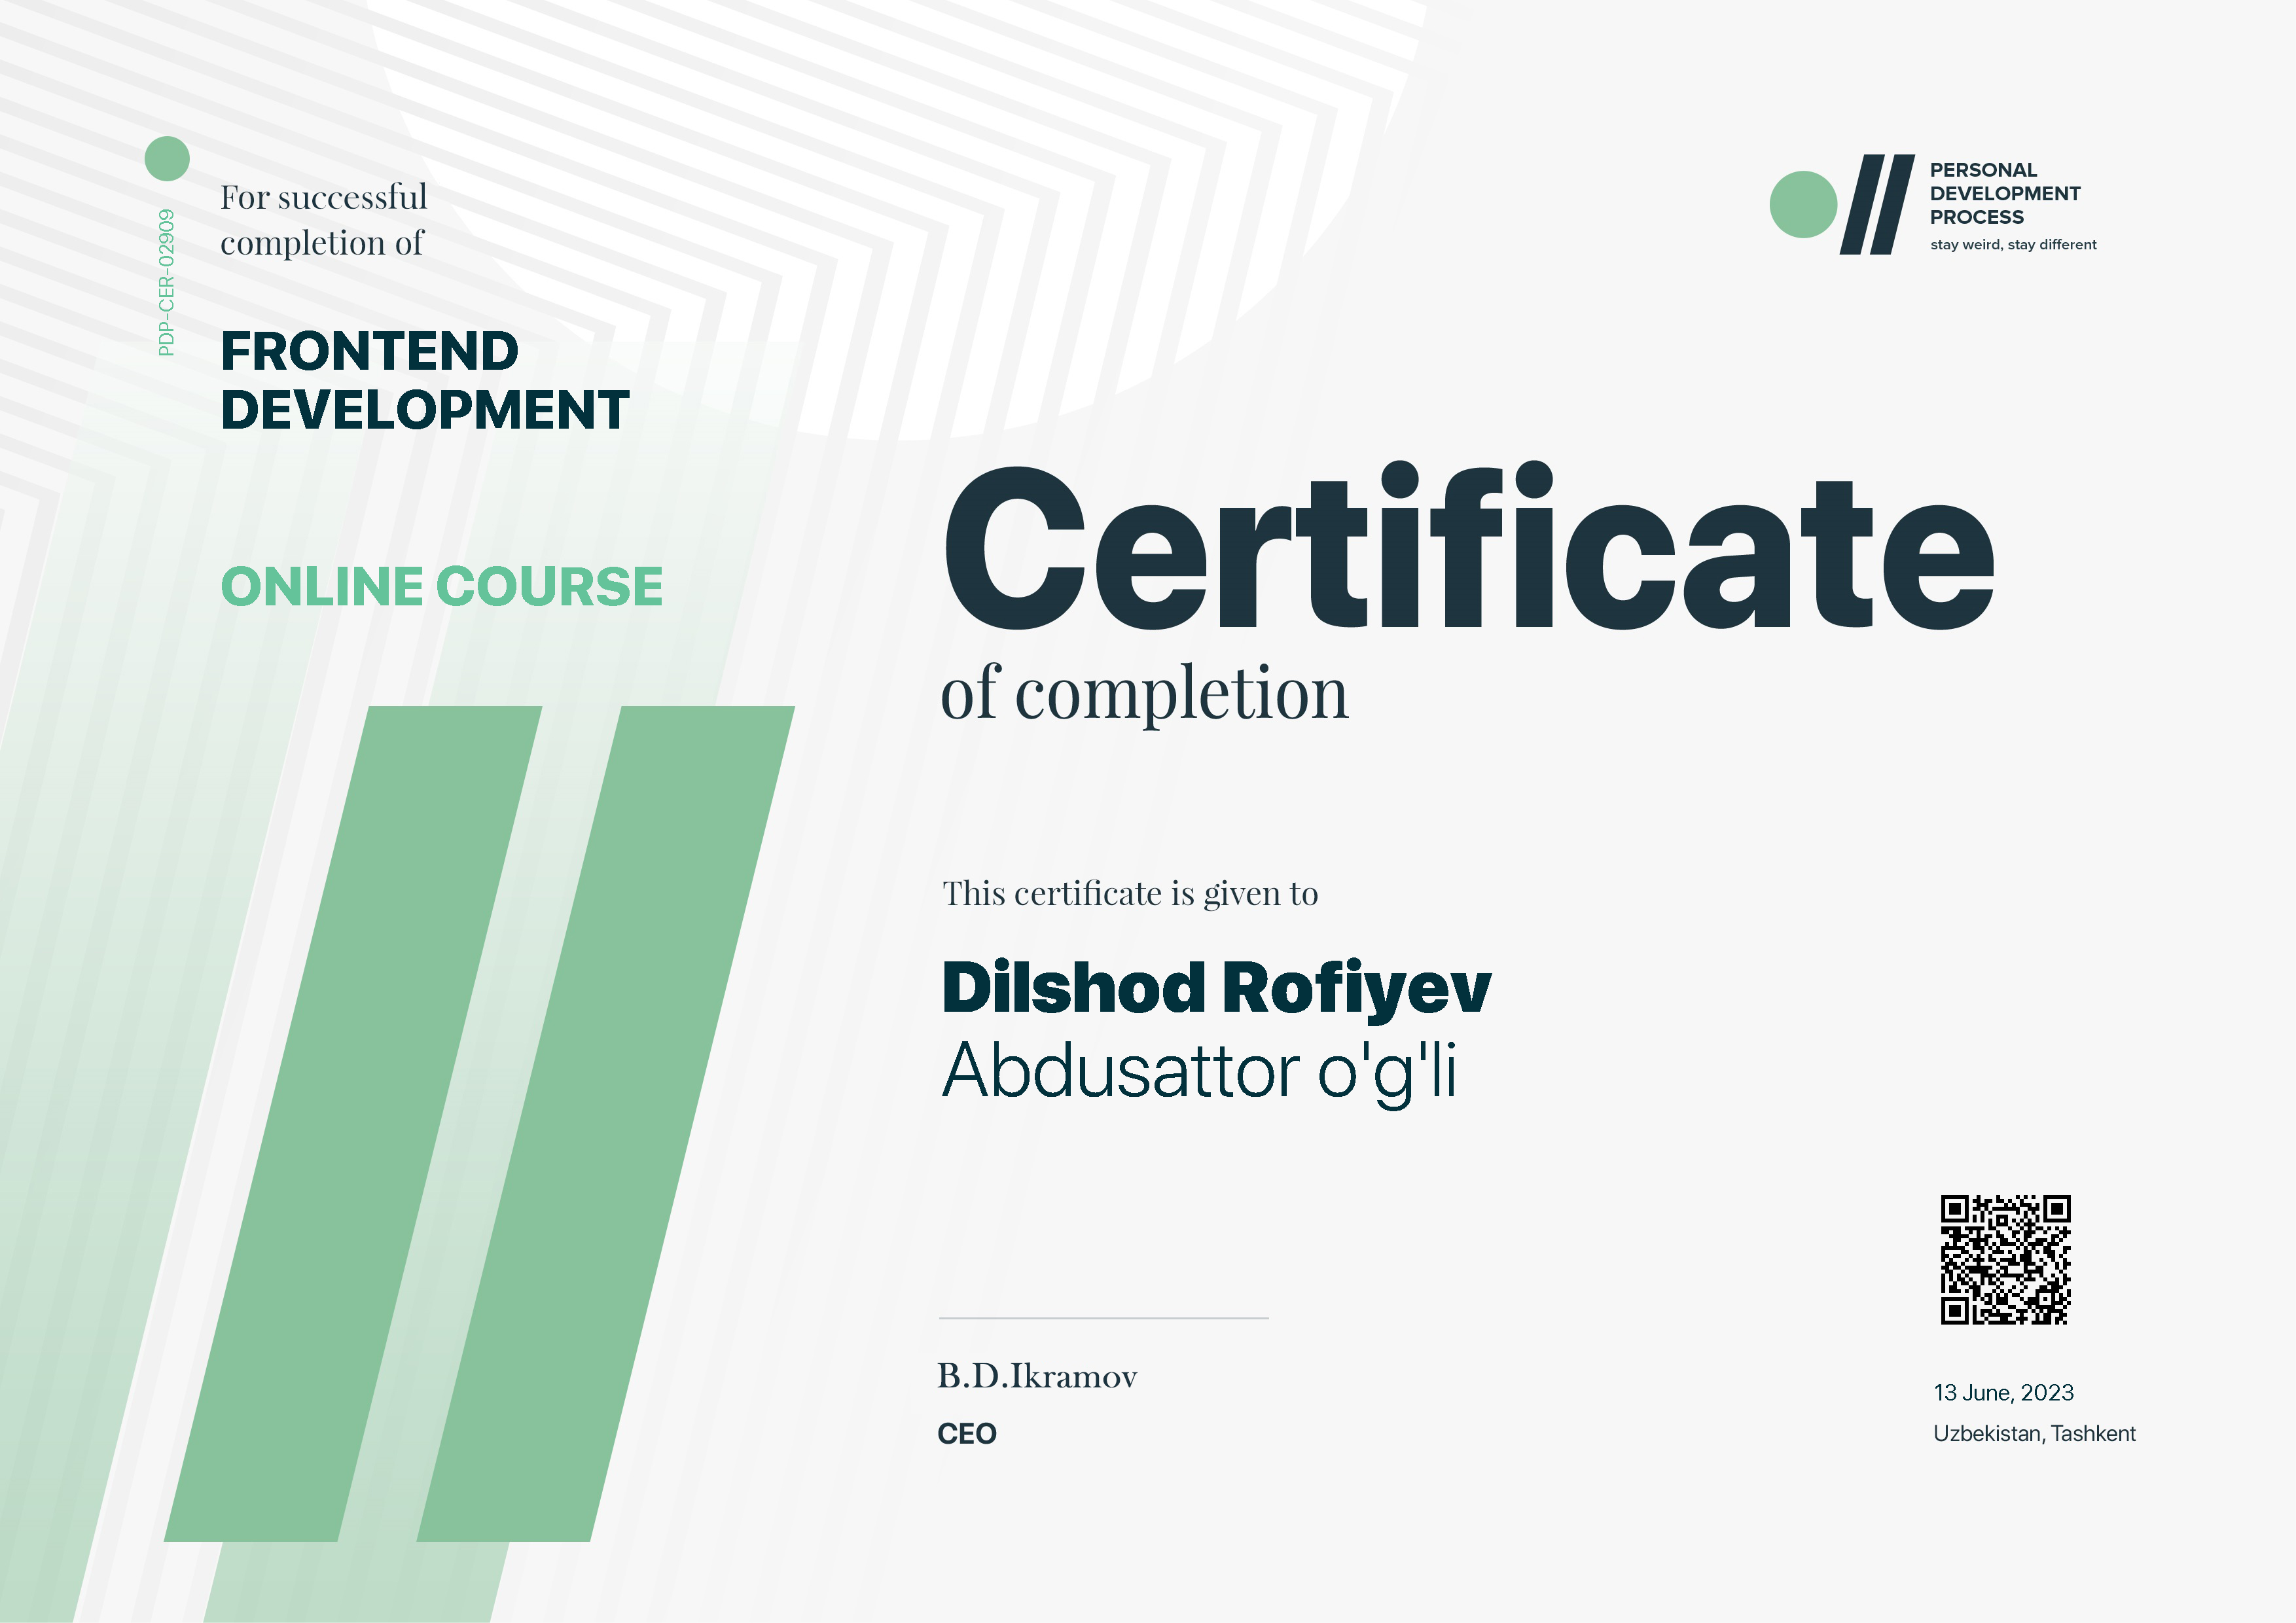 PDP-CER-02909
For successful
completion of
FRONTEND
DEVELOPMENT
ONLINE COURSE
PERSONAL
DEVELOPMENT
PROCESS
stay weird, stay different
Certificate
of completion
This certificate is given to
Dilshod Rofiyev
Abdusattor o'g'li
B.D.Ikramov
CEO
13 June, 2023
Uzbekistan, Tashkent